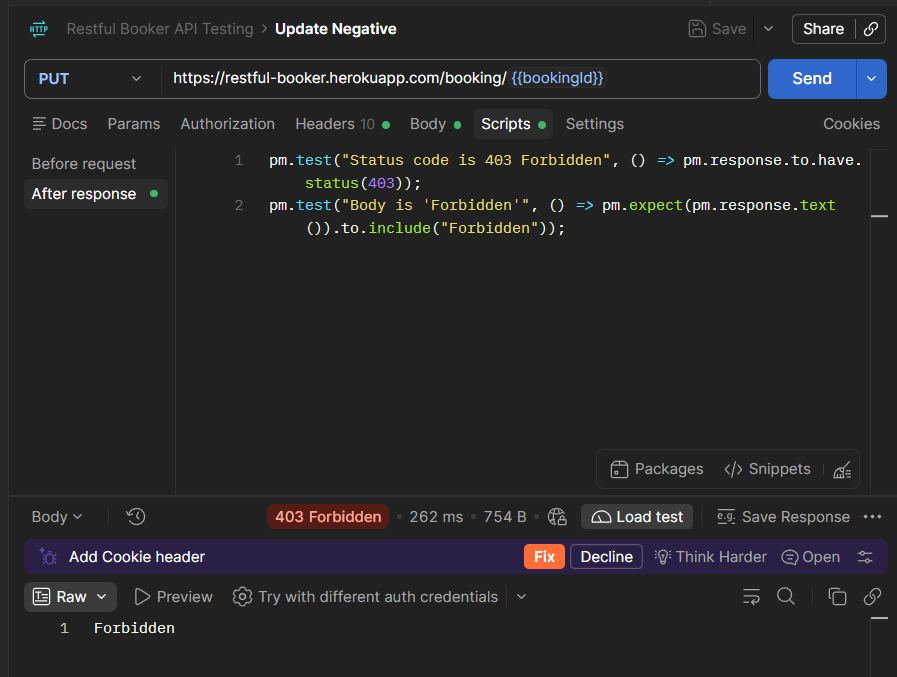 HTTP Restful Booker API Testing > Update Negative Save Share
PUT https://restful-booker.herokuapp.com/booking/{{bookingId}} Send
Docs Params Authorization Headers 10 Body Scripts Settings Cookies
Before request
After response
1 pm.test("Status code is 403 Forbidden", () => pm.response.to.have.
status(403));
2 pm.test("Body is 'Forbidden'", () => pm.expect(pm.response.text
()).to.include("Forbidden"));
Packages </> Snippets
Body 403 Forbidden • 262 ms • 754 B • Load test e.g. Save Response
Add Cookie header Fix Decline Think Harder Open
Raw Preview Try with different auth credentials
1 Forbidden